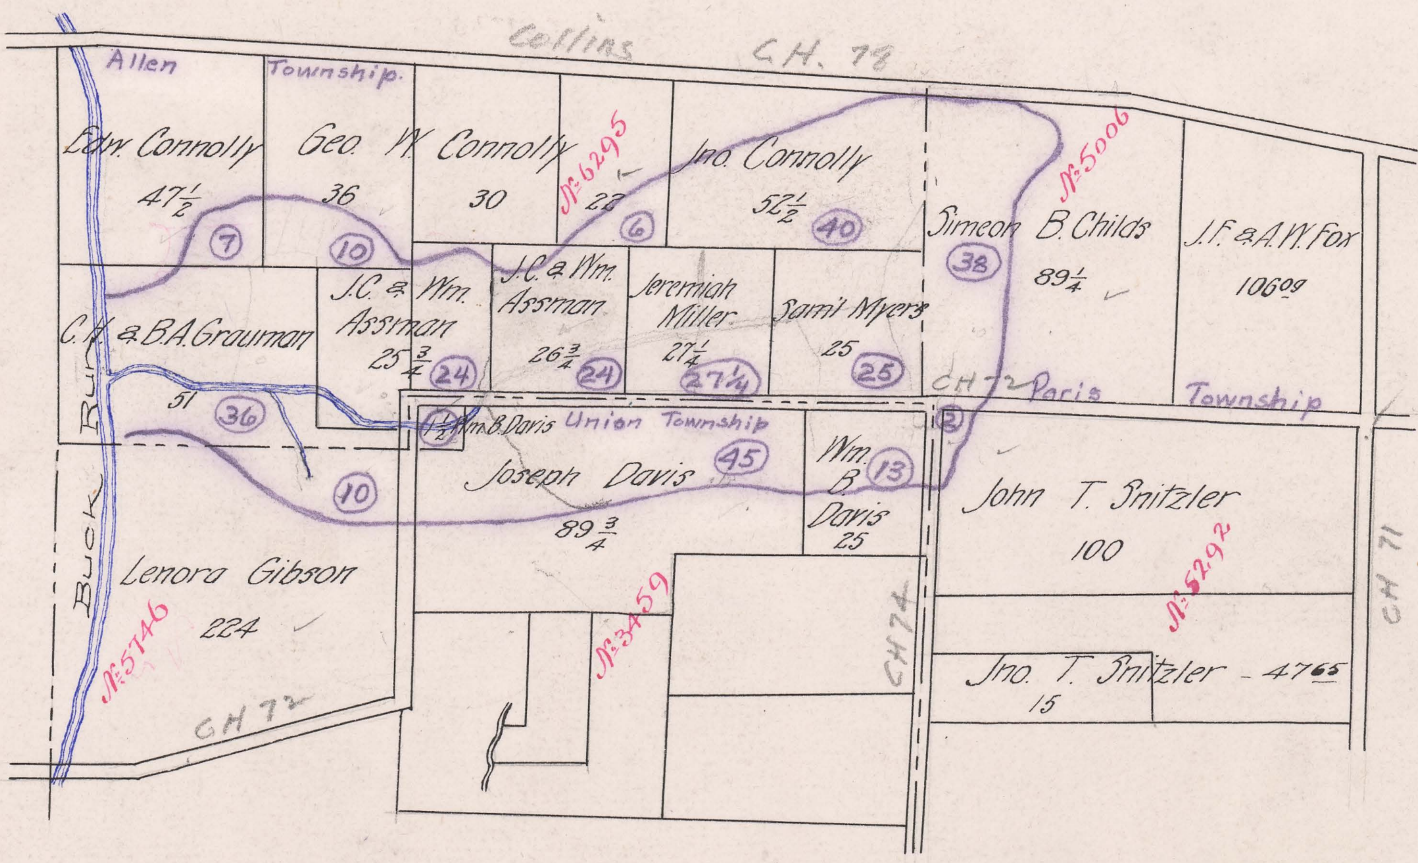 Collins C.H. 78
Allen Township.
Edw. Connolly
47 1/2
7
Geo. W. Connolly
36
30
10
No. 6295
22
6
Jno. Connolly
52 1/2
40
No. 5006
Simeon B. Childs
89 1/4
38
J.F. & A.W. Fox
106 09
C.H. & B.A. Grauman
51
36
J.C. & Wm.
Assman
25 3/4
24
J.C. & Wm.
Assman
26 3/4
24
Jeremiah
Miller
27 1/4
27 1/4
Saml Myers
25
25
CH 72
Paris Township
Buck Run
1 1/2
Wm. B. Davis
Union Township
Joseph Davis
45
89 3/4
Wm.
B.
Davis
25
13
10
Lenora Gibson
224
No. 5746
CH 72
No. 3459
CH 74
John T. Snitzler
100
No. 5292
CH 71
Jno. T. Snitzler - 47 65
15